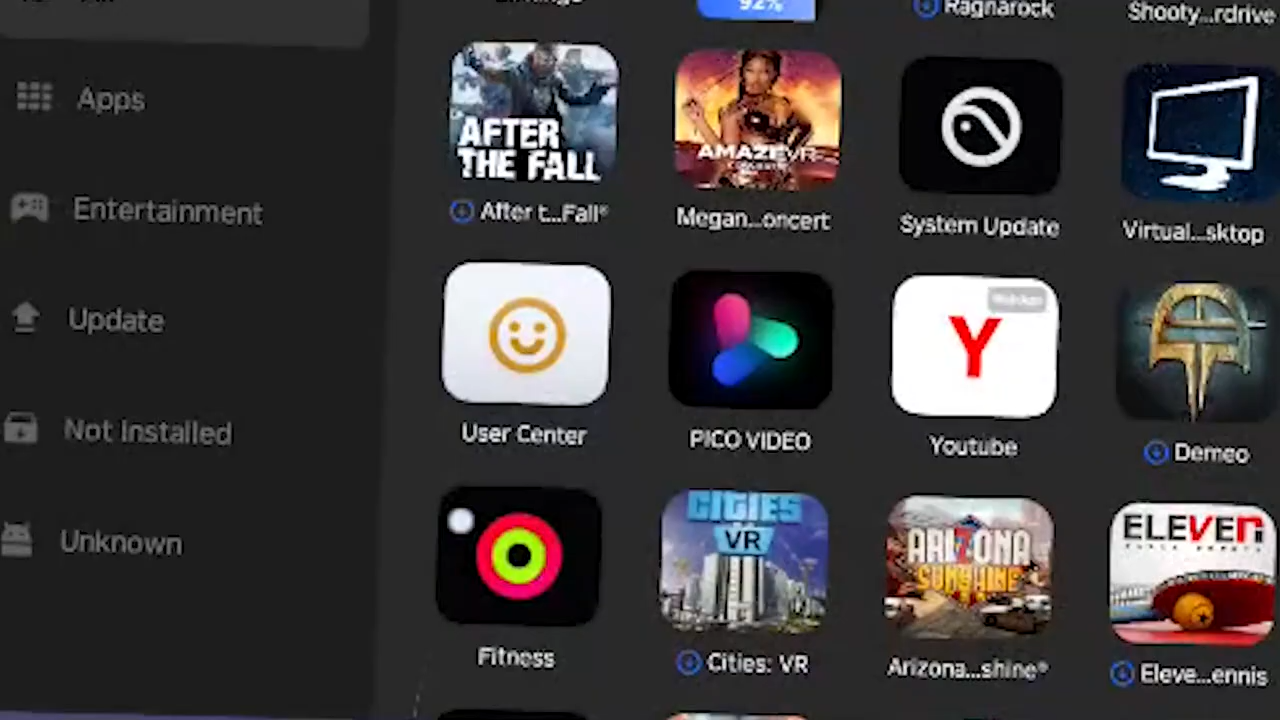 92%
Ragnarock
Shooty...rdrive
Apps
Entertainment
Update
Not Installed
Unknown
AFTER
THE FALL
After t...Fall®
AMAZEVR
Megan...oncert
System Update
Virtual...sktop
User Center
PICO VIDEO
Y
Youtube
Demeo
Fitness
CITIES
VR
Cities: VR
ARIZONA
SUNSHINE
Arizona...shine®
ELEVEN
Eleve...ennis